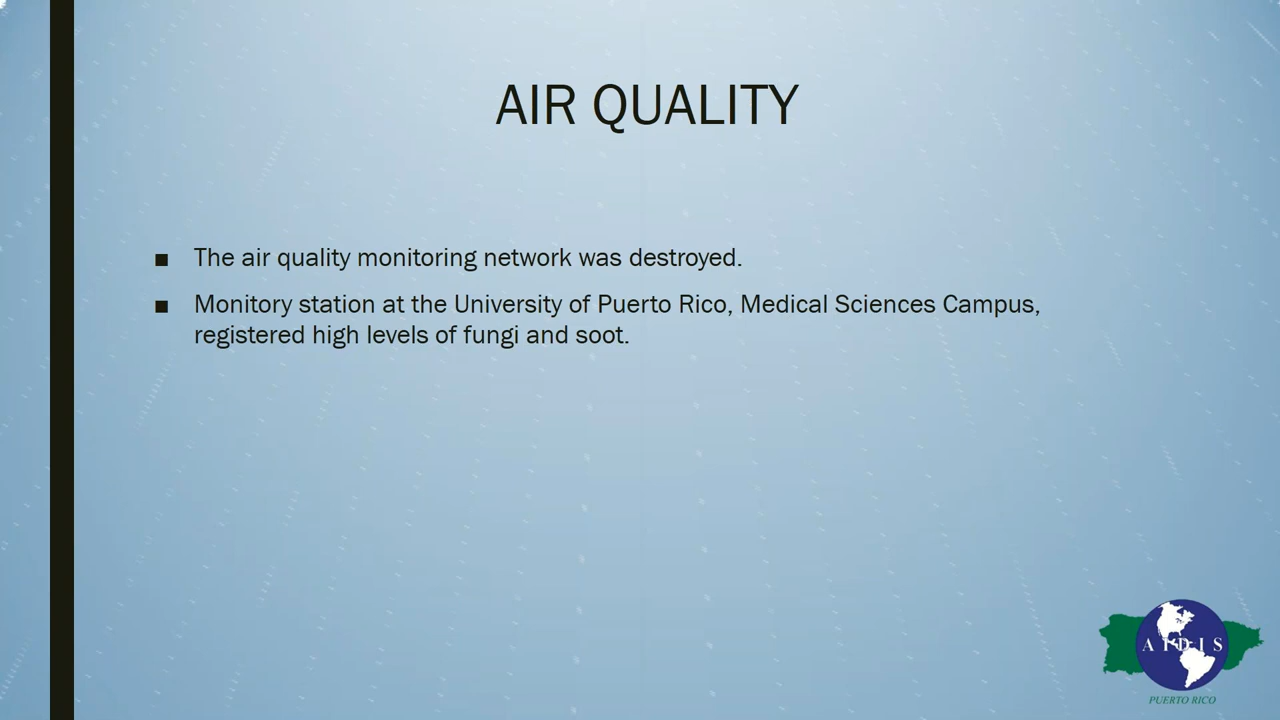 AIR QUALITY
■ The air quality monitoring network was destroyed.
■ Monitory station at the University of Puerto Rico, Medical Sciences Campus,
registered high levels of fungi and soot.
AIDIS
PUERTO RICO